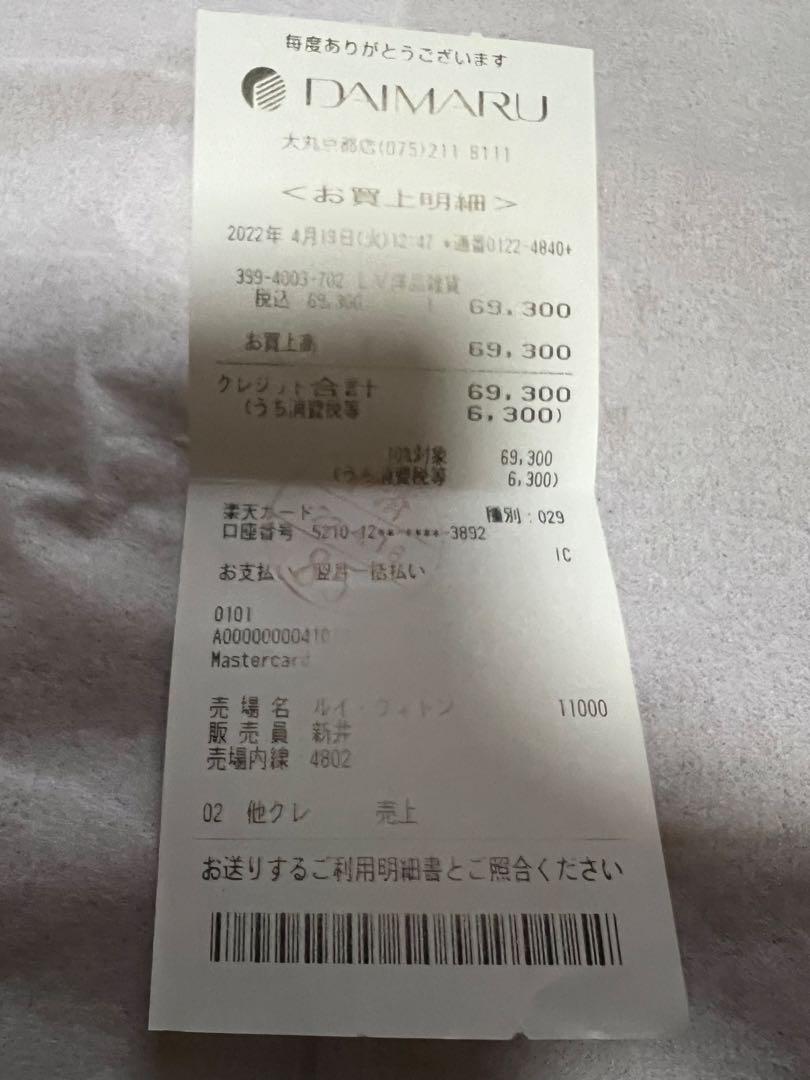 毎度ありがとうございます
DAIMARU
大丸京都店(075)211 8111
<お買上明細>
2022年 4月19日(火)12:47 *通番0122-4840+
399-4003-702 LV洋品雑貨
税込 69,300 69,300
お買上高 69,300
クレジット合計 69,300
(うち消費税等 6,300)
10%対象 69,300
(うち消費税等 6,300)
楽天カード 種別:029
口座番号 5210-12** ****-3892
IC
お支払い 翌月一括払い
0101
A00000000410
Mastercard
売場名 ルイ・ヴィトン 11000
販売員 新井
売場内線 4802
02 他クレ 売上
お送りするご利用明細書とご照合ください